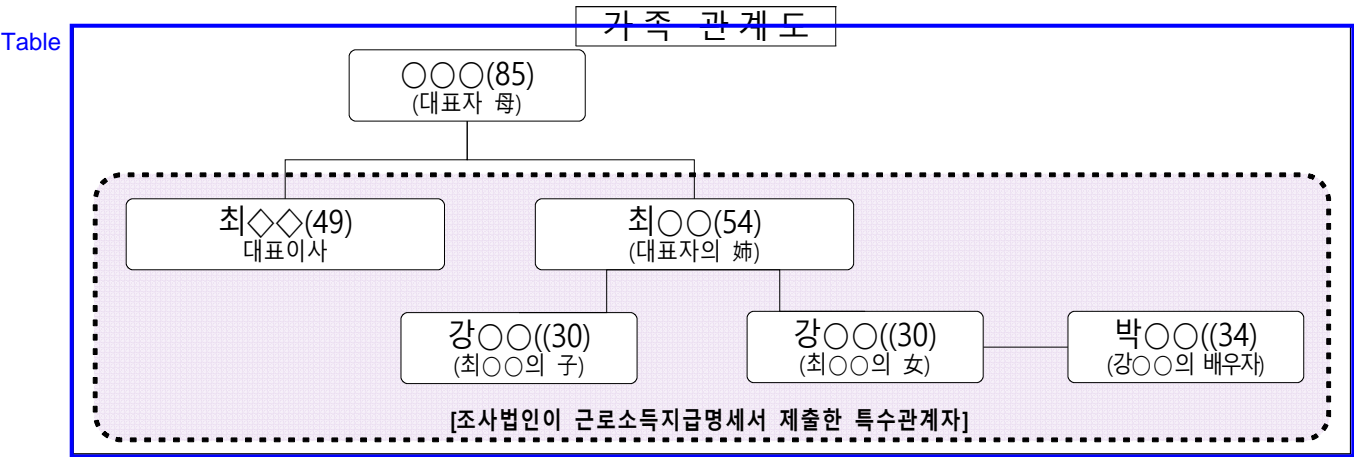 가 족 관 계 도
Table
○○○(85)
(대표자 母)
최◇◇(49)
대표이사
최○○(54)
(대표자의 姉)
강○○((30)
(최○○의 子)
강○○((30)
(최○○의 女)
박○○((34)
(강○○의 배우자)
[조사법인이 근로소득지급명세서 제출한 특수관계자]